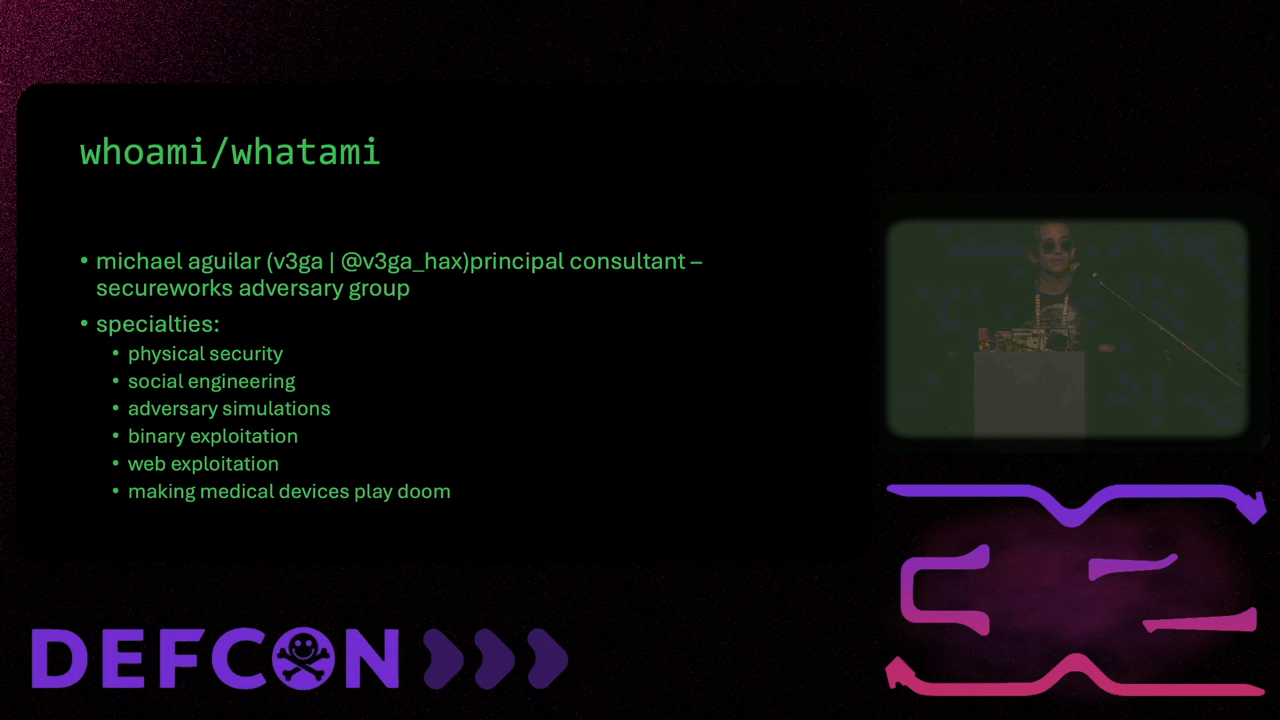 whoami/whatami
• michael aguilar (v3ga | @v3ga_hax)principal consultant –
secureworks adversary group
• specialties:
• physical security
• social engineering
• adversary simulations
• binary exploitation
• web exploitation
• making medical devices play doom
DEFCON